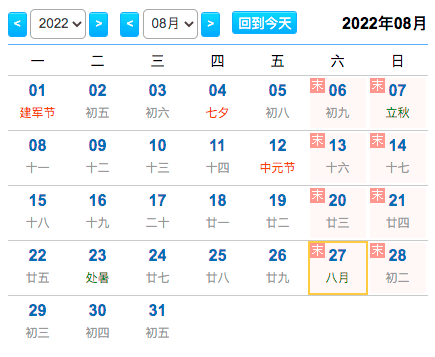 < 2022 > < 08月 > 回到今天 2022年08月
一 二 三 四 五 六 日
01 02 03 04 05 末 06 末 07
建军节 初五 初六 七夕 初八 初九 立秋
08 09 10 11 12 末 13 末 14
十一 十二 十三 十四 中元节 十六 十七
15 16 17 18 19 末 20 末 21
十八 十九 二十 廿一 廿二 廿三 廿四
22 23 24 25 26 末 27 末 28
廿五 处暑 廿七 廿八 廿九 八月 初二
29 30 31
初三 初四 初五